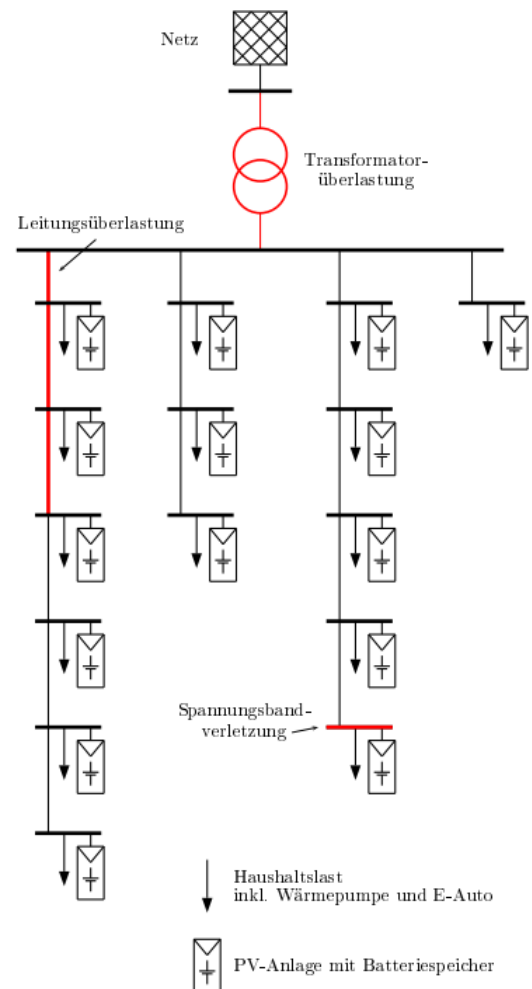 Netz
Transformator-
überlastung
Leitungsüberlastung
Spannungsband-
verletzung
Haushaltslast
inkl. Wärmepumpe und E-Auto
PV-Anlage mit Batteriespeicher